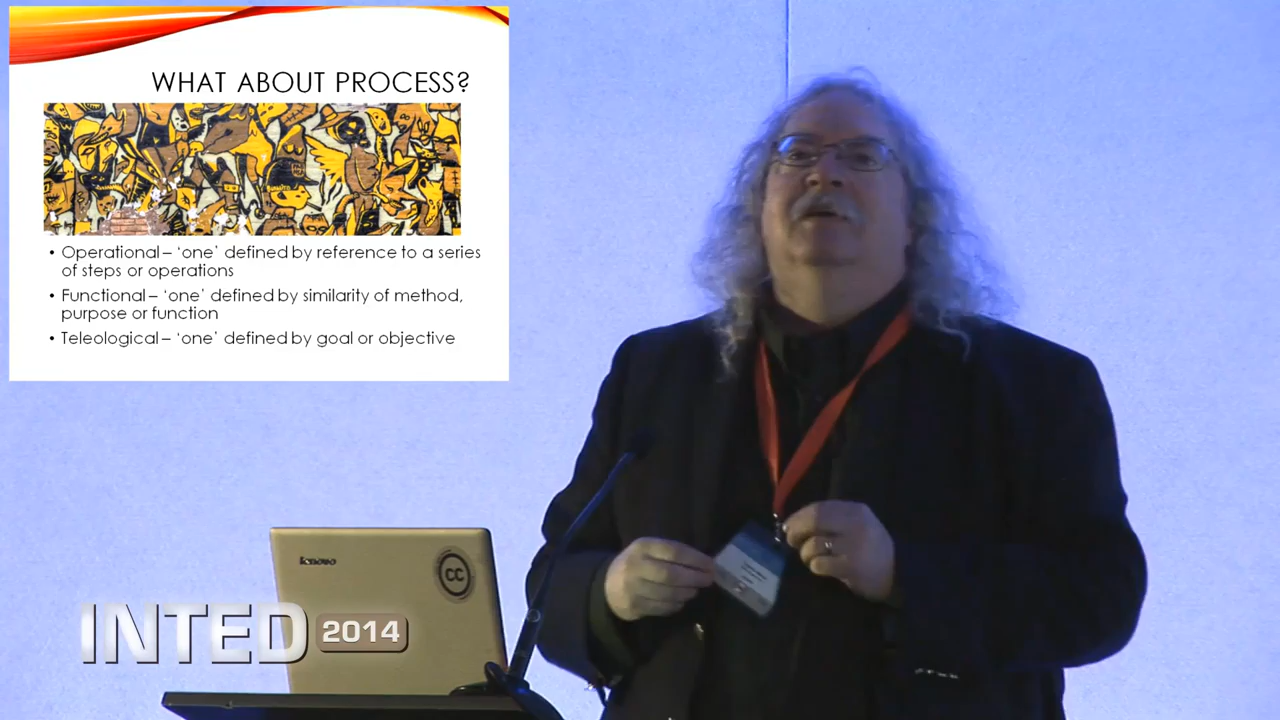 WHAT ABOUT PROCESS?
• Operational – ‘one’ defined by reference to a series
of steps or operations
• Functional – ‘one’ defined by similarity of method,
purpose or function
• Teleological – ‘one’ defined by goal or objective
lenovo
CC
INTED 2014